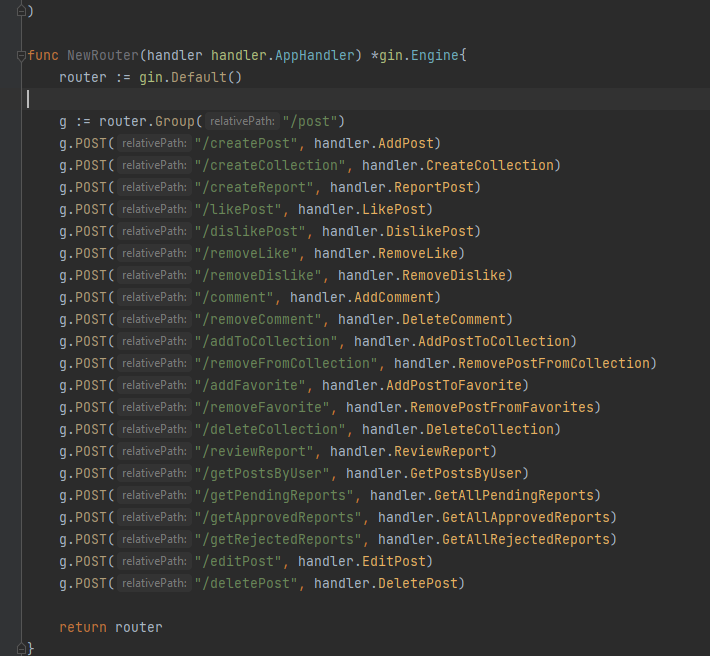 )
func NewRouter(handler handler.AppHandler) *gin.Engine{
router := gin.Default()
g := router.Group( relativePath: "/post")
g.POST( relativePath: "/createPost", handler.AddPost)
g.POST( relativePath: "/createCollection", handler.CreateCollection)
g.POST( relativePath: "/createReport", handler.ReportPost)
g.POST( relativePath: "/likePost", handler.LikePost)
g.POST( relativePath: "/dislikePost", handler.DislikePost)
g.POST( relativePath: "/removeLike", handler.RemoveLike)
g.POST( relativePath: "/removeDislike", handler.RemoveDislike)
g.POST( relativePath: "/comment", handler.AddComment)
g.POST( relativePath: "/removeComment", handler.DeleteComment)
g.POST( relativePath: "/addToCollection", handler.AddPostToCollection)
g.POST( relativePath: "/removeFromCollection", handler.RemovePostFromCollection)
g.POST( relativePath: "/addFavorite", handler.AddPostToFavorite)
g.POST( relativePath: "/removeFavorite", handler.RemovePostFromFavorites)
g.POST( relativePath: "/deleteCollection", handler.DeleteCollection)
g.POST( relativePath: "/reviewReport", handler.ReviewReport)
g.POST( relativePath: "/getPostsByUser", handler.GetPostsByUser)
g.POST( relativePath: "/getPendingReports", handler.GetAllPendingReports)
g.POST( relativePath: "/getApprovedReports", handler.GetAllApprovedReports)
g.POST( relativePath: "/getRejectedReports", handler.GetAllRejectedReports)
g.POST( relativePath: "/editPost", handler.EditPost)
g.POST( relativePath: "/deletePost", handler.DeletePost)
return router
}